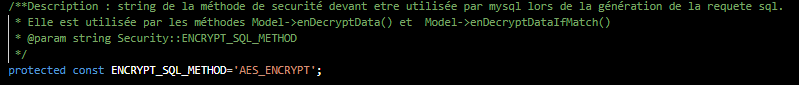 /**Description : string de la méthode de securité devant etre utilisée par mysql lors de la génération de la requete sql.
* Elle est utilisée par les méthodes Model->enDecryptData() et  Model->enDecryptDataIfMatch()
* @param string Security::ENCRYPT_SQL_METHOD
*/
protected const ENCRYPT_SQL_METHOD='AES_ENCRYPT';